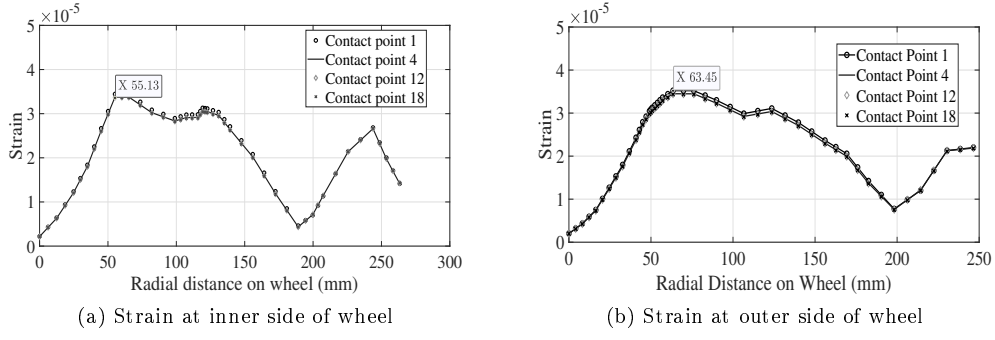 ×10⁻⁵
5
4
3
2
1
0
Strain
0 50 100 150 200 250 300
Radial distance on wheel (mm)
X 55.13
Contact point 1
Contact point 4
Contact point 12
Contact point 18
(a) Strain at inner side of wheel
×10⁻⁵
5
4
3
2
1
0
Strain
0 50 100 150 200 250
Radial Distance on Wheel (mm)
X 63.45
Contact Point 1
Contact Point 4
Contact Point 12
Contact Point 18
(b) Strain at outer side of wheel